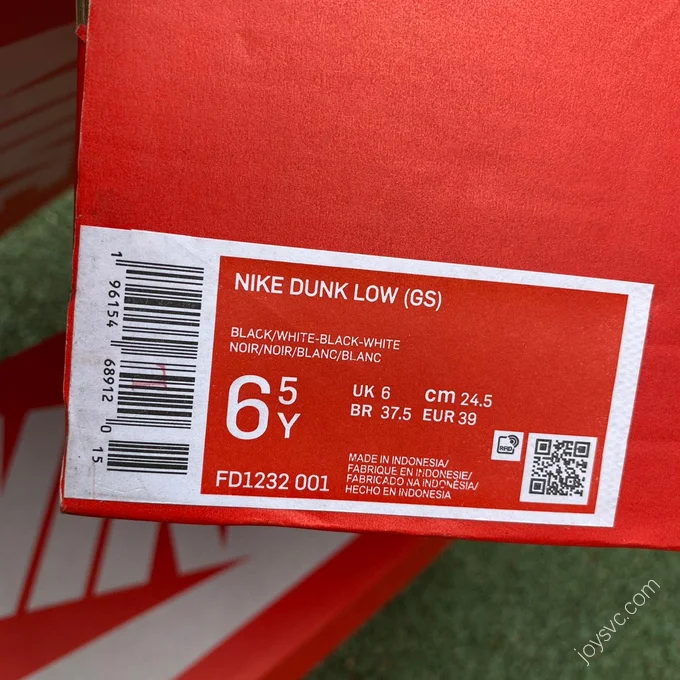 NIKE DUNK LOW (GS)
BLACK/WHITE-BLACK-WHITE
NOIR/NOIR/BLANC/BLANC
6 5 Y
UK 6
cm 24.5
BR 37.5
EUR 39
MADE IN INDONESIA/
FABRIQUE EN INDONESIE/
FABRICADO NA INDONÉSIA/
HECHO EN INDONESIA/
FD1232 001
RFID
1 96154 68912 0 15
joysvc.com